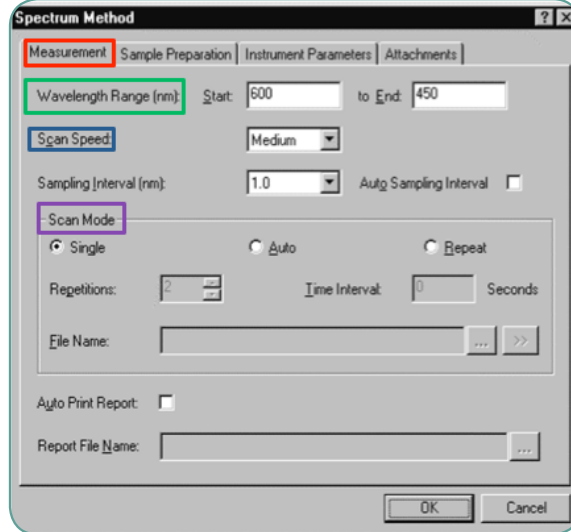 Spectrum Method
Measurement Sample Preparation Instrument Parameters Attachments
Wavelength Range (nm): Start: 600 to End: 450
Scan Speed: Medium
Sampling Interval (nm): 1.0 Auto Sampling Interval
Scan Mode
Single Auto Repeat
Repetitions: 2 Time Interval: 0 Seconds
File Name: ... >>
Auto Print Report:
Report File Name: ...
OK Cancel